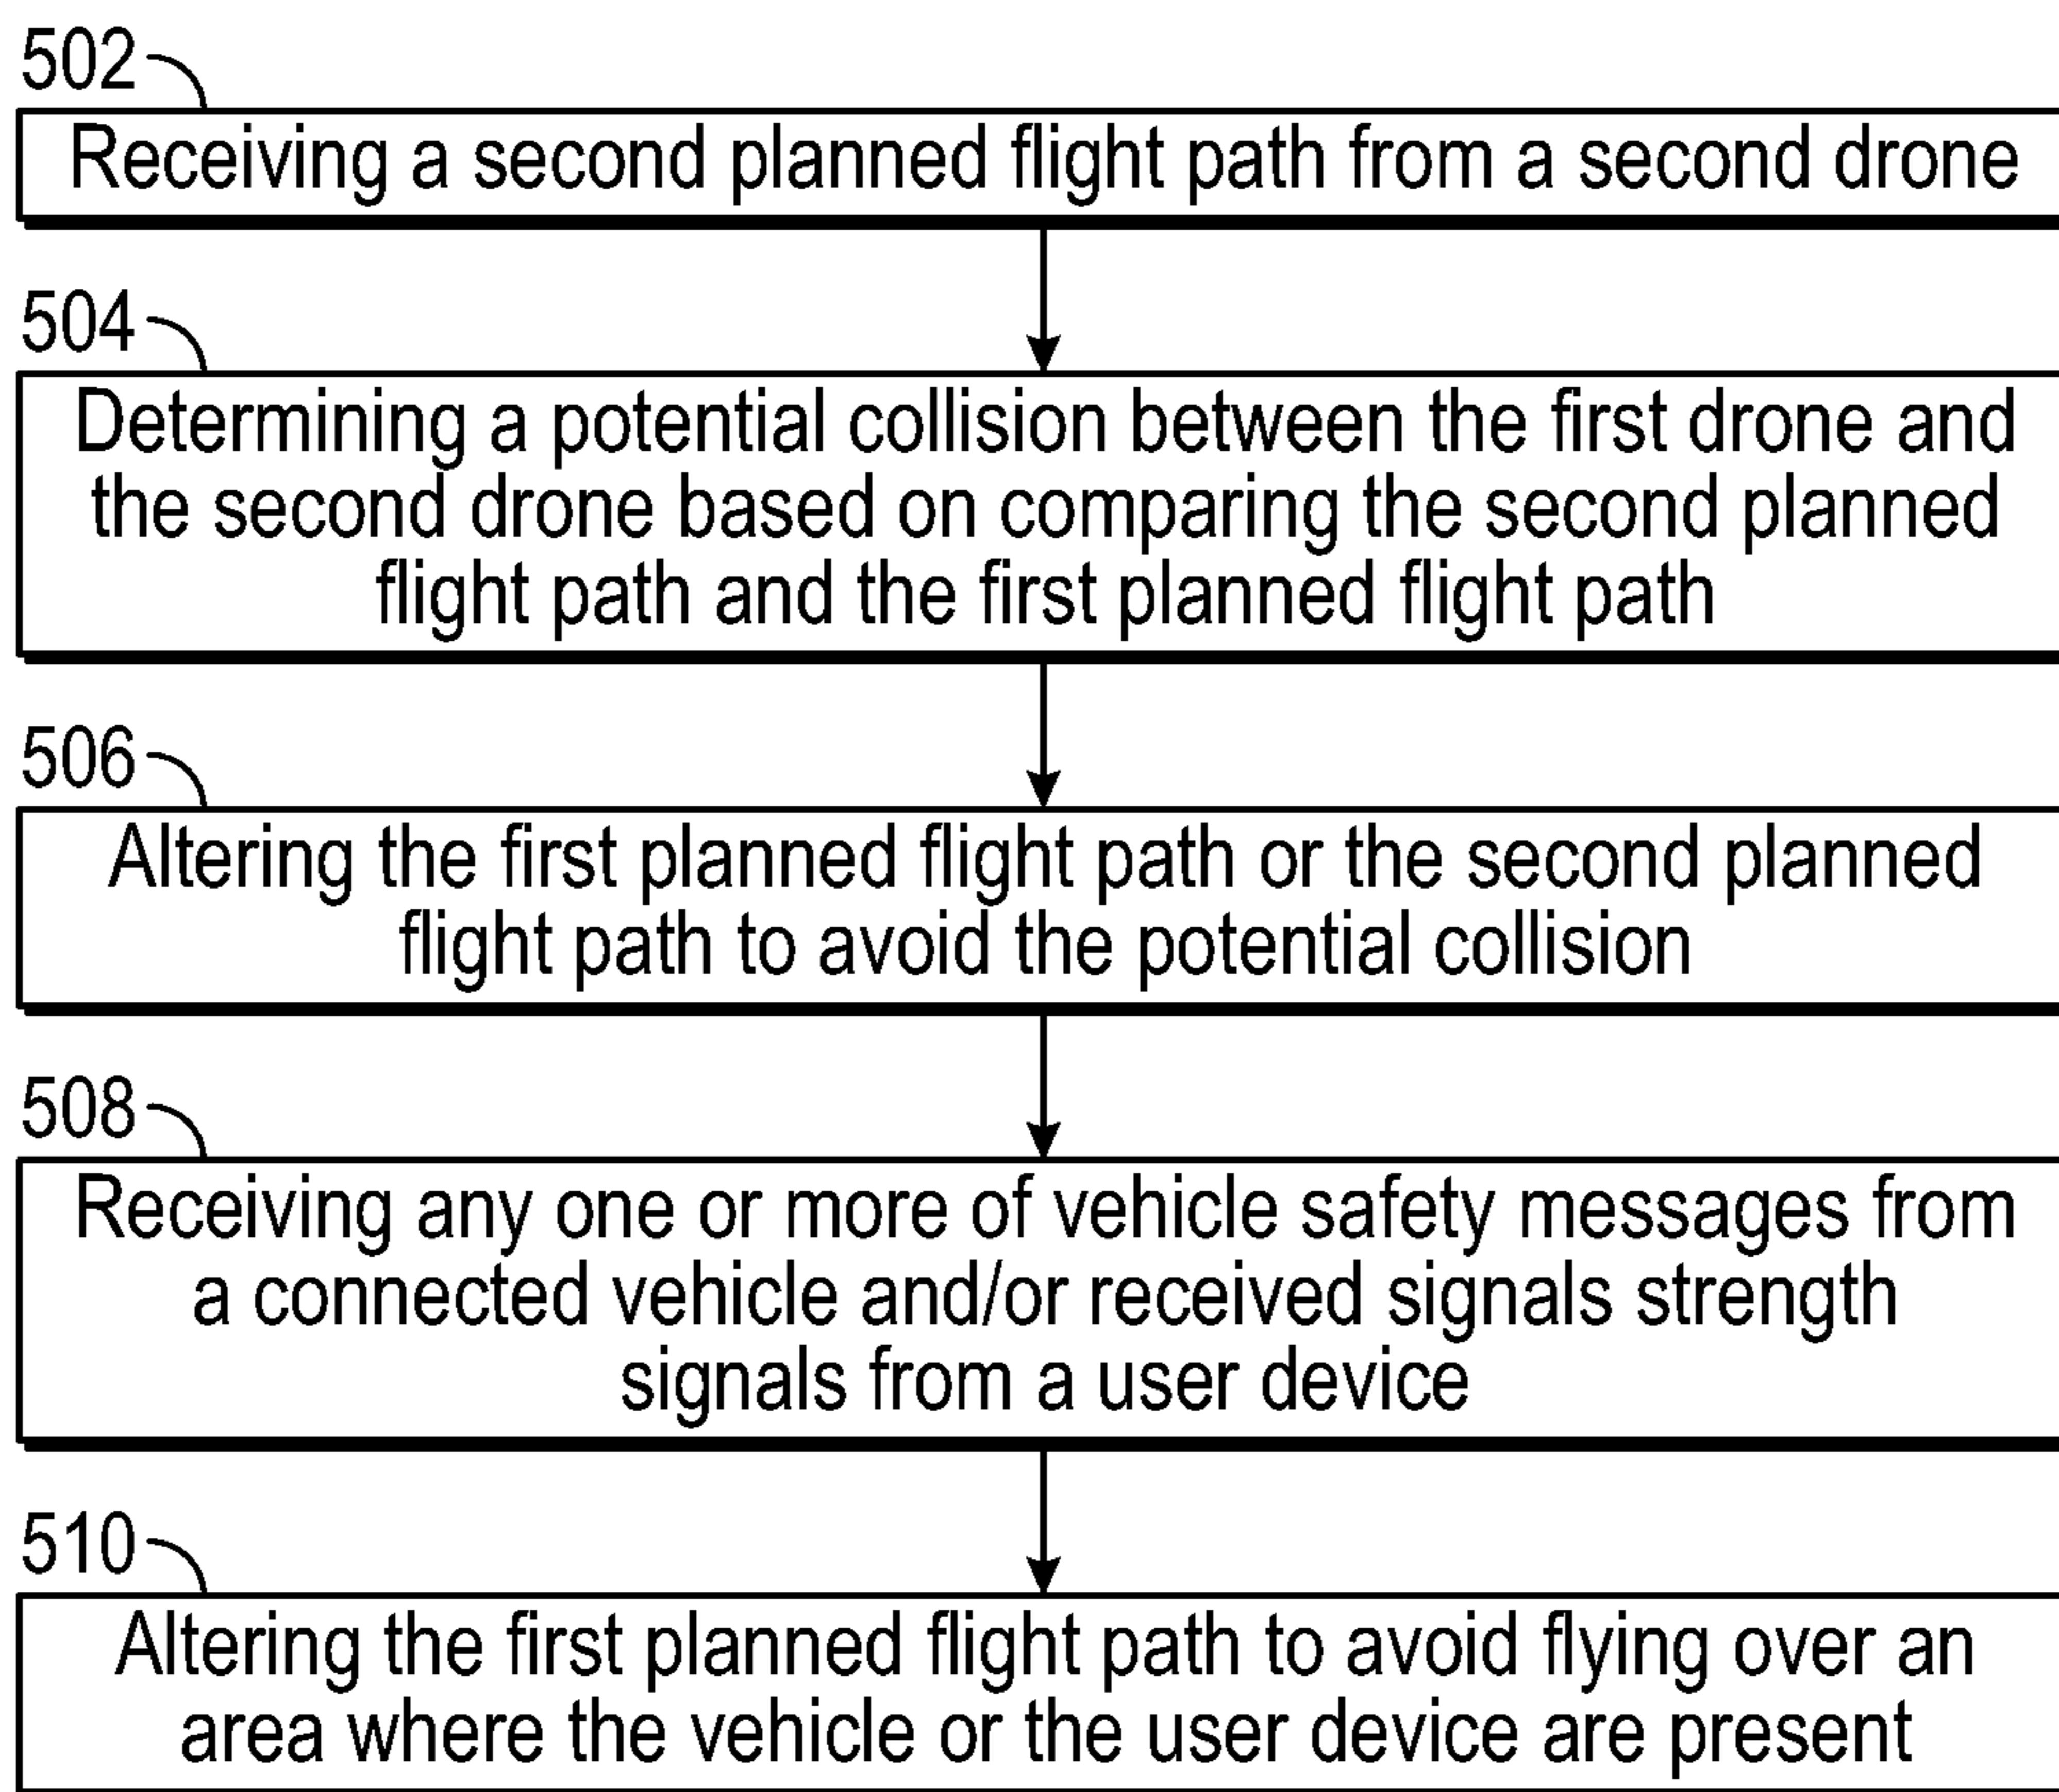 502
Receiving a second planned flight path from a second drone
504
Determining a potential collision between the first drone and
the second drone based on comparing the second planned
flight path and the first planned flight path
506
Altering the first planned flight path or the second planned
flight path to avoid the potential collision
508
Receiving any one or more of vehicle safety messages from
a connected vehicle and/or received signals strength
signals from a user device
510
Altering the first planned flight path to avoid flying over an
area where the vehicle or the user device are present